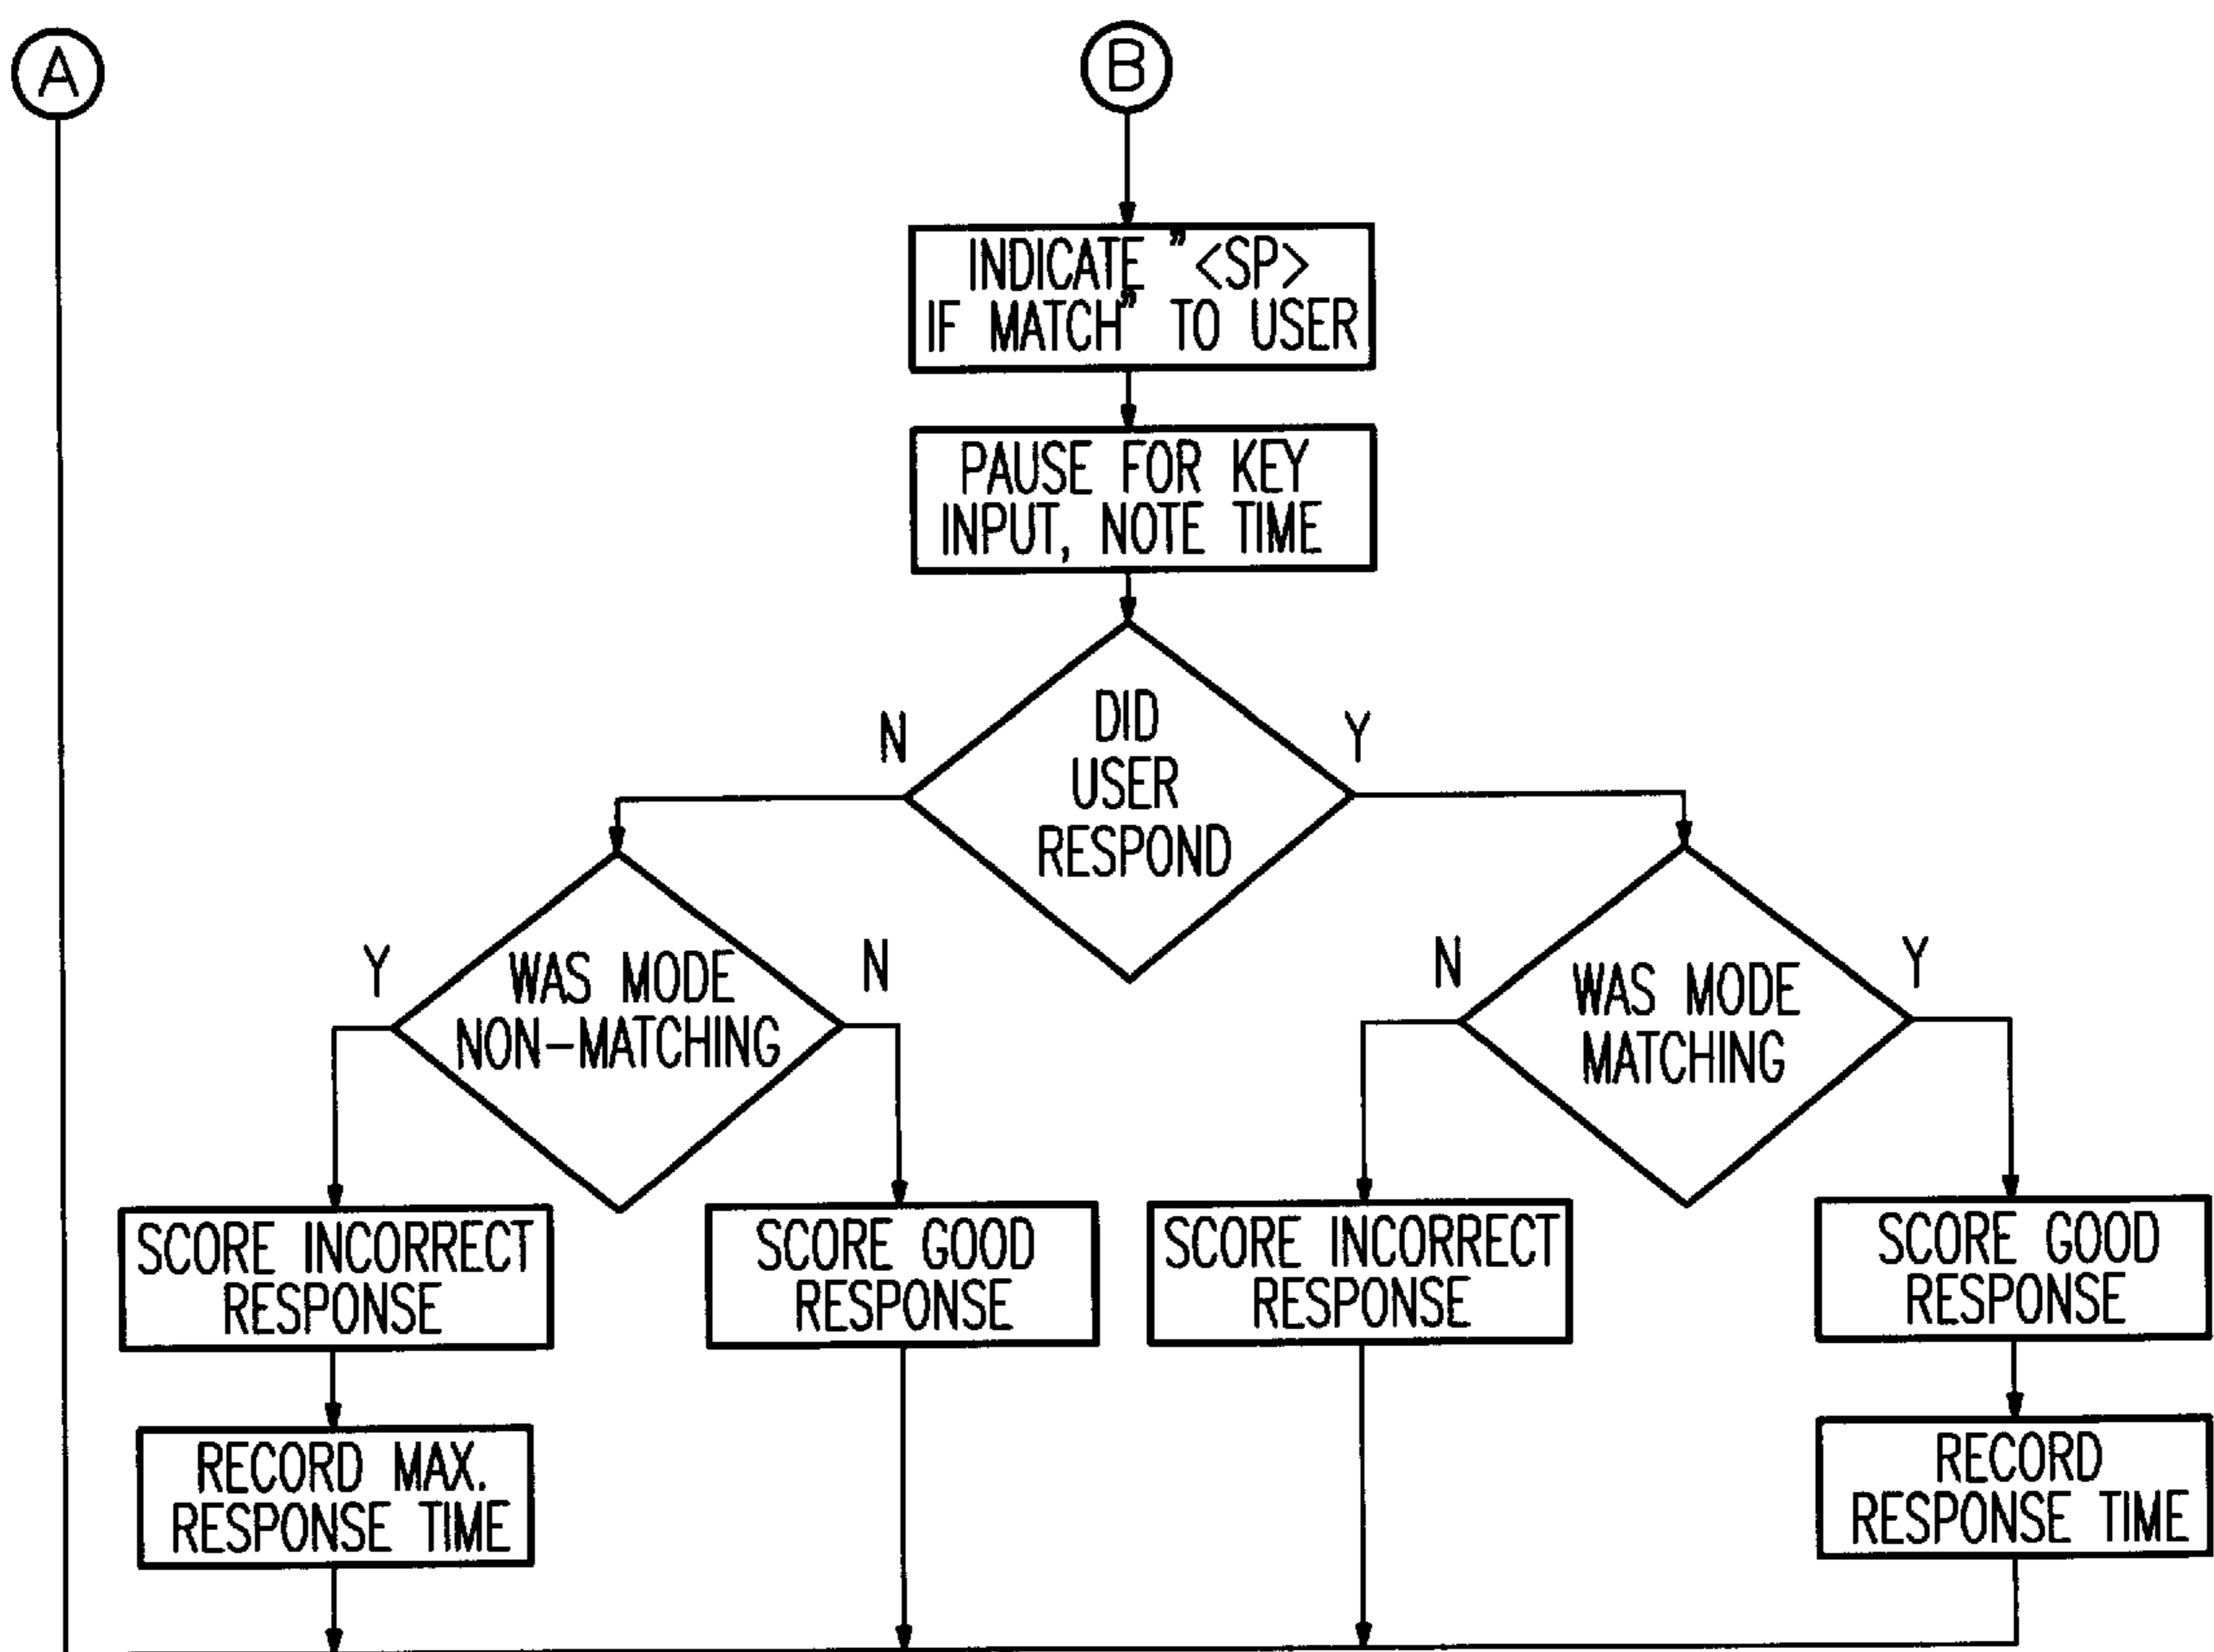 A
B
INDICATE "<SP>
IF MATCH" TO USER
PAUSE FOR KEY
INPUT, NOTE TIME
DID
USER
RESPOND
N
Y
WAS MODE
NON-MATCHING
Y
N
WAS MODE
MATCHING
N
Y
SCORE INCORRECT
RESPONSE
SCORE GOOD
RESPONSE
SCORE INCORRECT
RESPONSE
SCORE GOOD
RESPONSE
RECORD MAX.
RESPONSE TIME
RECORD
RESPONSE TIME